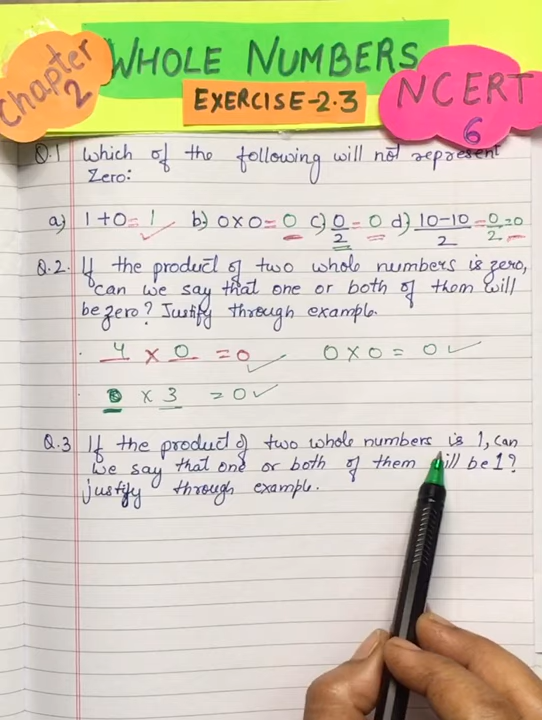 Chapter
2
WHOLE NUMBERS
EXERCISE-2.3
NCERT
6
Q.1 Which of the following will not represent
Zero:
a) 1+0=1 b) 0×0=0 c) 0/2=0 d) 10-10/2=0/2=0
Q.2. If the product of two whole numbers is zero,
can we say that one or both of them will
be zero? Justify through example.
4 × 0 = 0 ✓ 0×0= 0 ✓
0 × 3 = 0 ✓
Q.3 If the product of two whole numbers is 1, can
we say that one or both of them will be 1?
justify through example.